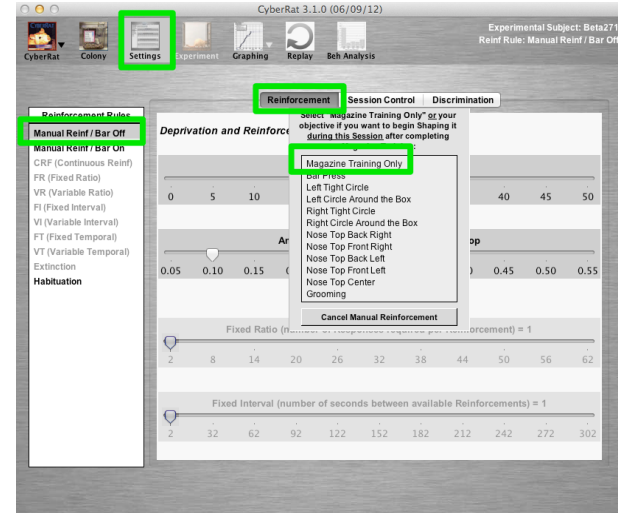 CyberRat 3.1.0 (06/09/12)
Experimental Subject: Beta271
Reinf Rule: Manual Reinf / Bar Off
CyberRat
Colony
Settings
Experiment
Graphing
Replay
Beh Analysis
Reinforcement
Session Control
Discrimination
Reinforcement Rules
Manual Reinf / Bar Off
Manual Reinf / Bar On
CRF (Continuous Reinf)
FR (Fixed Ratio)
VR (Variable Ratio)
FI (Fixed Interval)
VI (Variable Interval)
FT (Fixed Temporal)
VT (Variable Temporal)
Extinction
Habituation
Deprivation and Reinforce
Select "Magazine Training Only" or your
objective if you want to begin Shaping it
during this Session after completing
Magazine Training Only
Bar Press
Left Tight Circle
Left Circle Around the Box
Right Tight Circle
Right Circle Around the Box
Nose Top Back Right
Nose Top Front Right
Nose Top Back Left
Nose Top Front Left
Nose Top Center
Grooming
Cancel Manual Reinforcement
0 5 10 40 45 50
0.05 0.10 0.15 0.45 0.50 0.55
Fixed Ratio (number of Responses required per Reinforcement) = 1
2 8 14 20 26 32 38 44 50 56 62
Fixed Interval (number of seconds between available Reinforcements) = 1
2 32 62 92 122 152 182 212 242 272 302